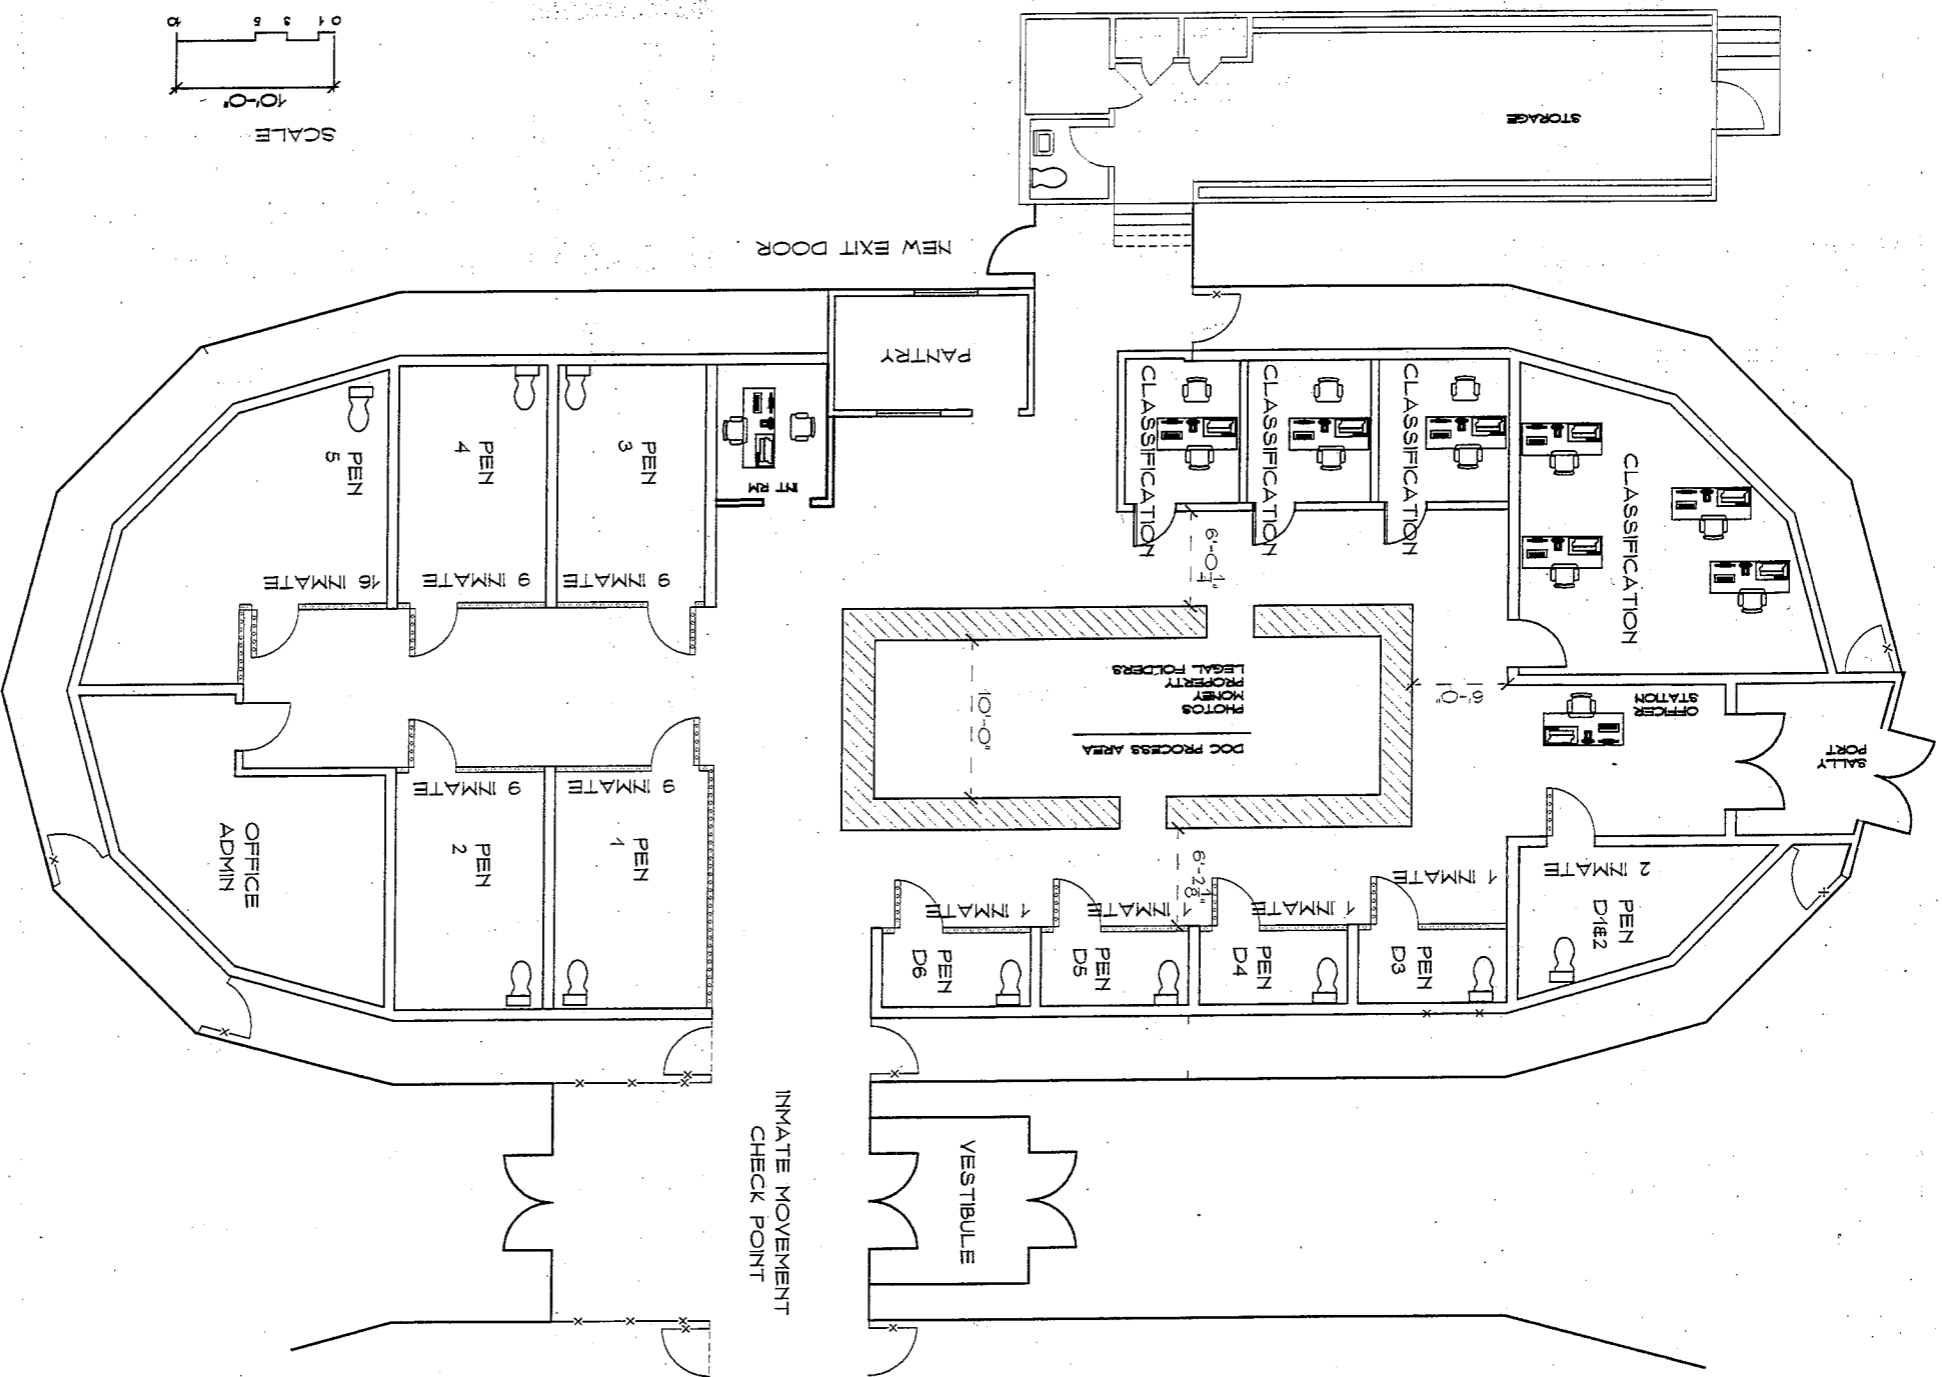 0 1 3 5 10
10'-0"
SCALE
STORAGE
NEW EXIT DOOR
PANTRY
INT RM
PEN
3
9 INMATE
PEN
4
9 INMATE
PEN
5
16 INMATE
CLASSIFICATION
CLASSIFICATION
CLASSIFICATION
CLASSIFICATION
6'-0 1/4"
DOC PROCESS AREA
PHOTOS
MONEY
PROPERTY
LEGAL FOLDERS
10'-0"
6'-0"
OFFICER
STATION
SALLY
PORT
OFFICE
ADMIN
9 INMATE
PEN
2
9 INMATE
PEN
1
6'-2 1/8"
1 INMATE
PEN
D6
1 INMATE
PEN
D5
1 INMATE
PEN
D4
1 INMATE
PEN
D3
2 INMATE
PEN
D1&2
INMATE MOVEMENT
CHECK POINT
VESTIBULE